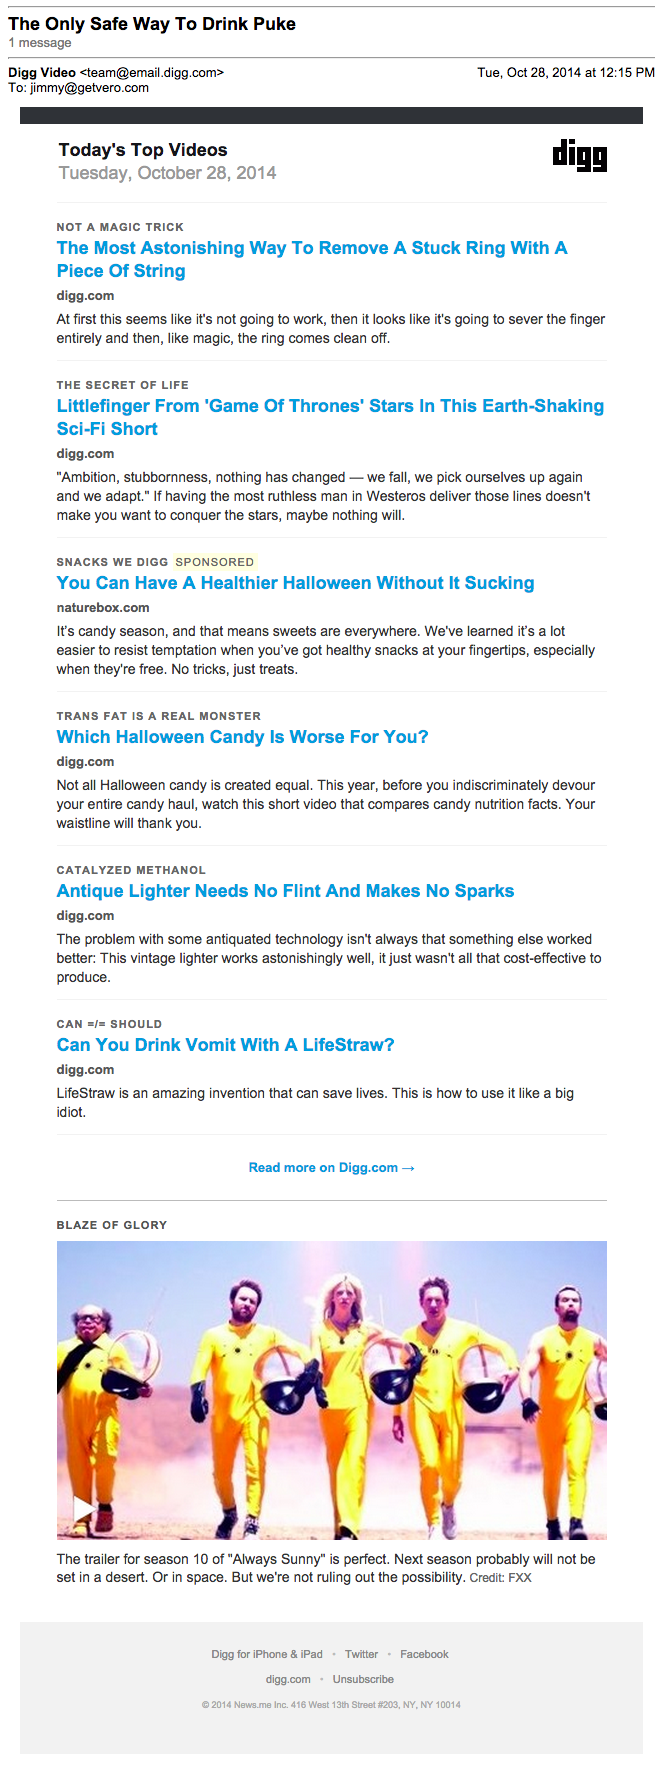 The Only Safe Way To Drink Puke
1 message
Digg Video <team@email.digg.com>
Tue, Oct 28, 2014 at 12:15 PM
To: jimmy@getvero.com
Today's Top Videos
Tuesday, October 28, 2014
digg
NOT A MAGIC TRICK
The Most Astonishing Way To Remove A Stuck Ring With A
Piece Of String
digg.com
At first this seems like it's not going to work, then it looks like it's going to sever the finger
entirely and then, like magic, the ring comes clean off.
THE SECRET OF LIFE
Littlefinger From 'Game Of Thrones' Stars In This Earth-Shaking
Sci-Fi Short
digg.com
"Ambition, stubbornness, nothing has changed — we fall, we pick ourselves up again
and we adapt." If having the most ruthless man in Westeros deliver those lines doesn't
make you want to conquer the stars, maybe nothing will.
SNACKS WE DIGG SPONSORED
You Can Have A Healthier Halloween Without It Sucking
naturebox.com
It’s candy season, and that means sweets are everywhere. We've learned it’s a lot
easier to resist temptation when you’ve got healthy snacks at your fingertips, especially
when they're free. No tricks, just treats.
TRANS FAT IS A REAL MONSTER
Which Halloween Candy Is Worse For You?
digg.com
Not all Halloween candy is created equal. This year, before you indiscriminately devour
your entire candy haul, watch this short video that compares candy nutrition facts. Your
waistline will thank you.
CATALYZED METHANOL
Antique Lighter Needs No Flint And Makes No Sparks
digg.com
The problem with some antiquated technology isn't always that something else worked
better: This vintage lighter works astonishingly well, it just wasn't all that cost-effective to
produce.
CAN =/= SHOULD
Can You Drink Vomit With A LifeStraw?
digg.com
LifeStraw is an amazing invention that can save lives. This is how to use it like a big
idiot.
Read more on Digg.com →
BLAZE OF GLORY
The trailer for season 10 of "Always Sunny" is perfect. Next season probably will not be
set in a desert. Or in space. But we're not ruling out the possibility. Credit: FXX
Digg for iPhone & iPad • Twitter • Facebook
digg.com • Unsubscribe
© 2014 News.me Inc. 416 West 13th Street #203, NY, NY 10014